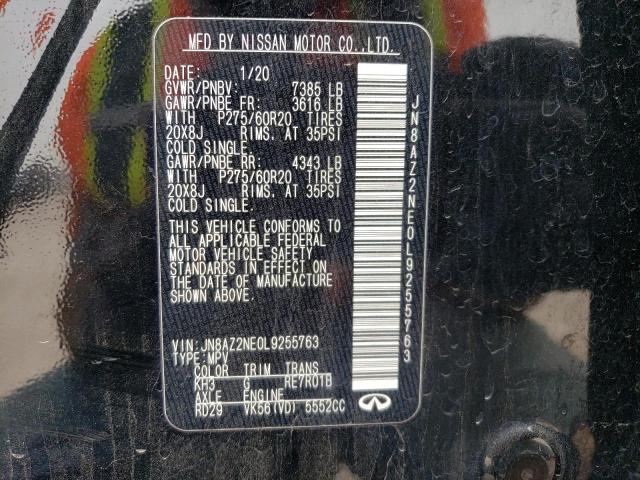 MFD BY NISSAN MOTOR CO.,LTD.
DATE: 1/20
GVWR/PNBV: 7385 LB
GAWR/PNBE FR: 3616 LB
WITH P275/60R20 TIRES
20X8J RIMS. AT 35PSI
COLD SINGLE.
GAWR/PNBE RR: 4343 LB
WITH P275/60R20 TIRES
20X8J RIMS. AT 35PSI
COLD SINGLE.
THIS VEHICLE CONFORMS TO
ALL APPLICABLE FEDERAL
MOTOR VEHICLE SAFETY
STANDARDS IN EFFECT ON
THE DATE OF MANUFACTURE
SHOWN ABOVE.
VIN: JN8AZ2NE0L9255763
TYPE: MPV
COLOR TRIM TRANS
KH3 G RE7R01B
AXLE ENGINE
RD29 VK56(VD) 5552CC
JN8AZ2NE0L9255763